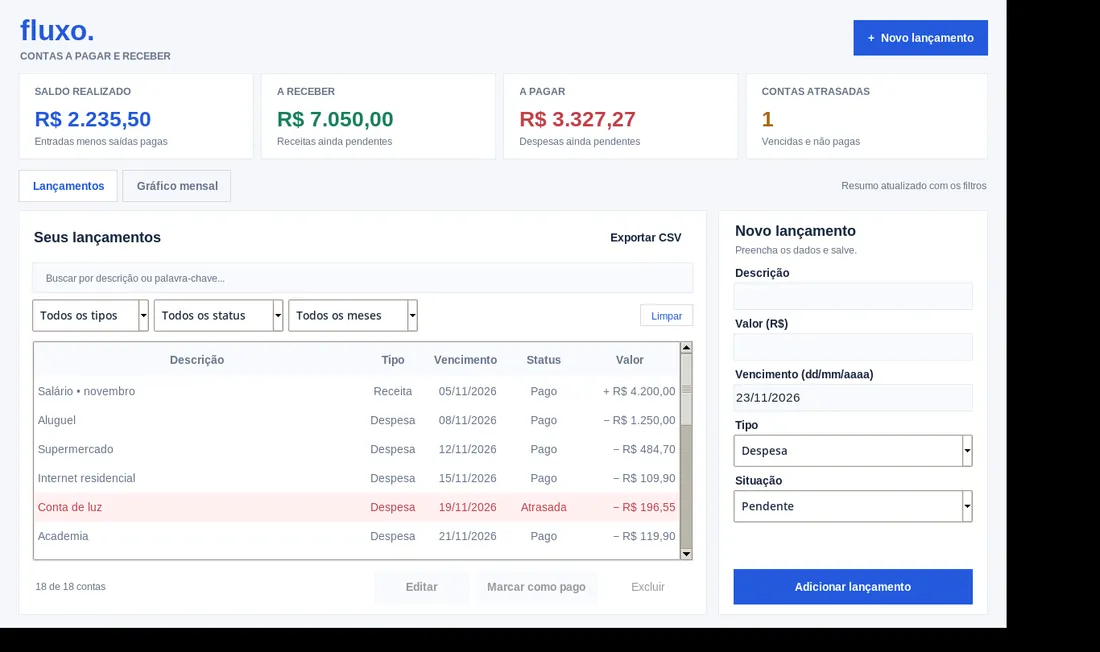 fluxo.
CONTAS A PAGAR E RECEBER
+ Novo lançamento
SALDO REALIZADO
R$ 2.235,50
Entradas menos saídas pagas
A RECEBER
R$ 7.050,00
Receitas ainda pendentes
A PAGAR
R$ 3.327,27
Despesas ainda pendentes
CONTAS ATRASADAS
1
Vencidas e não pagas
Lançamentos
Gráfico mensal
Resumo atualizado com os filtros
Seus lançamentos
Exportar CSV
Buscar por descrição ou palavra-chave...
Todos os tipos
Todos os status
Todos os meses
Limpar
Descrição Tipo Vencimento Status Valor
Salário • novembro Receita 05/11/2026 Pago + R$ 4.200,00
Aluguel Despesa 08/11/2026 Pago − R$ 1.250,00
Supermercado Despesa 12/11/2026 Pago − R$ 484,70
Internet residencial Despesa 15/11/2026 Pago − R$ 109,90
Conta de luz Despesa 19/11/2026 Atrasada − R$ 196,55
Academia Despesa 21/11/2026 Pago − R$ 119,90
18 de 18 contas
Editar
Marcar como pago
Excluir
Novo lançamento
Preencha os dados e salve.
Descrição
Valor (R$)
Vencimento (dd/mm/aaaa)
23/11/2026
Tipo
Despesa
Situação
Pendente
Adicionar lançamento